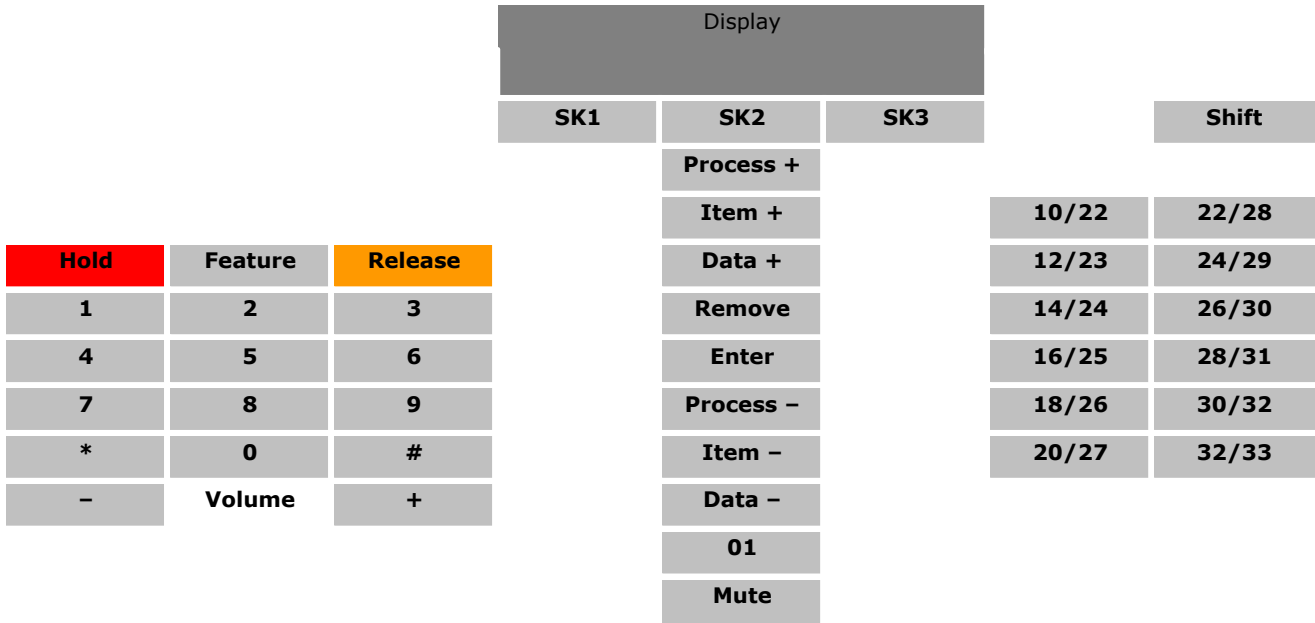 Display
SK1 SK2 SK3 Shift
Process +
Item + 10/22 22/28
Hold Feature Release Data + 12/23 24/29
1 2 3 Remove 14/24 26/30
4 5 6 Enter 16/25 28/31
7 8 9 Process – 18/26 30/32
* 0 # Item – 20/27 32/33
– Volume + Data –
01
Mute